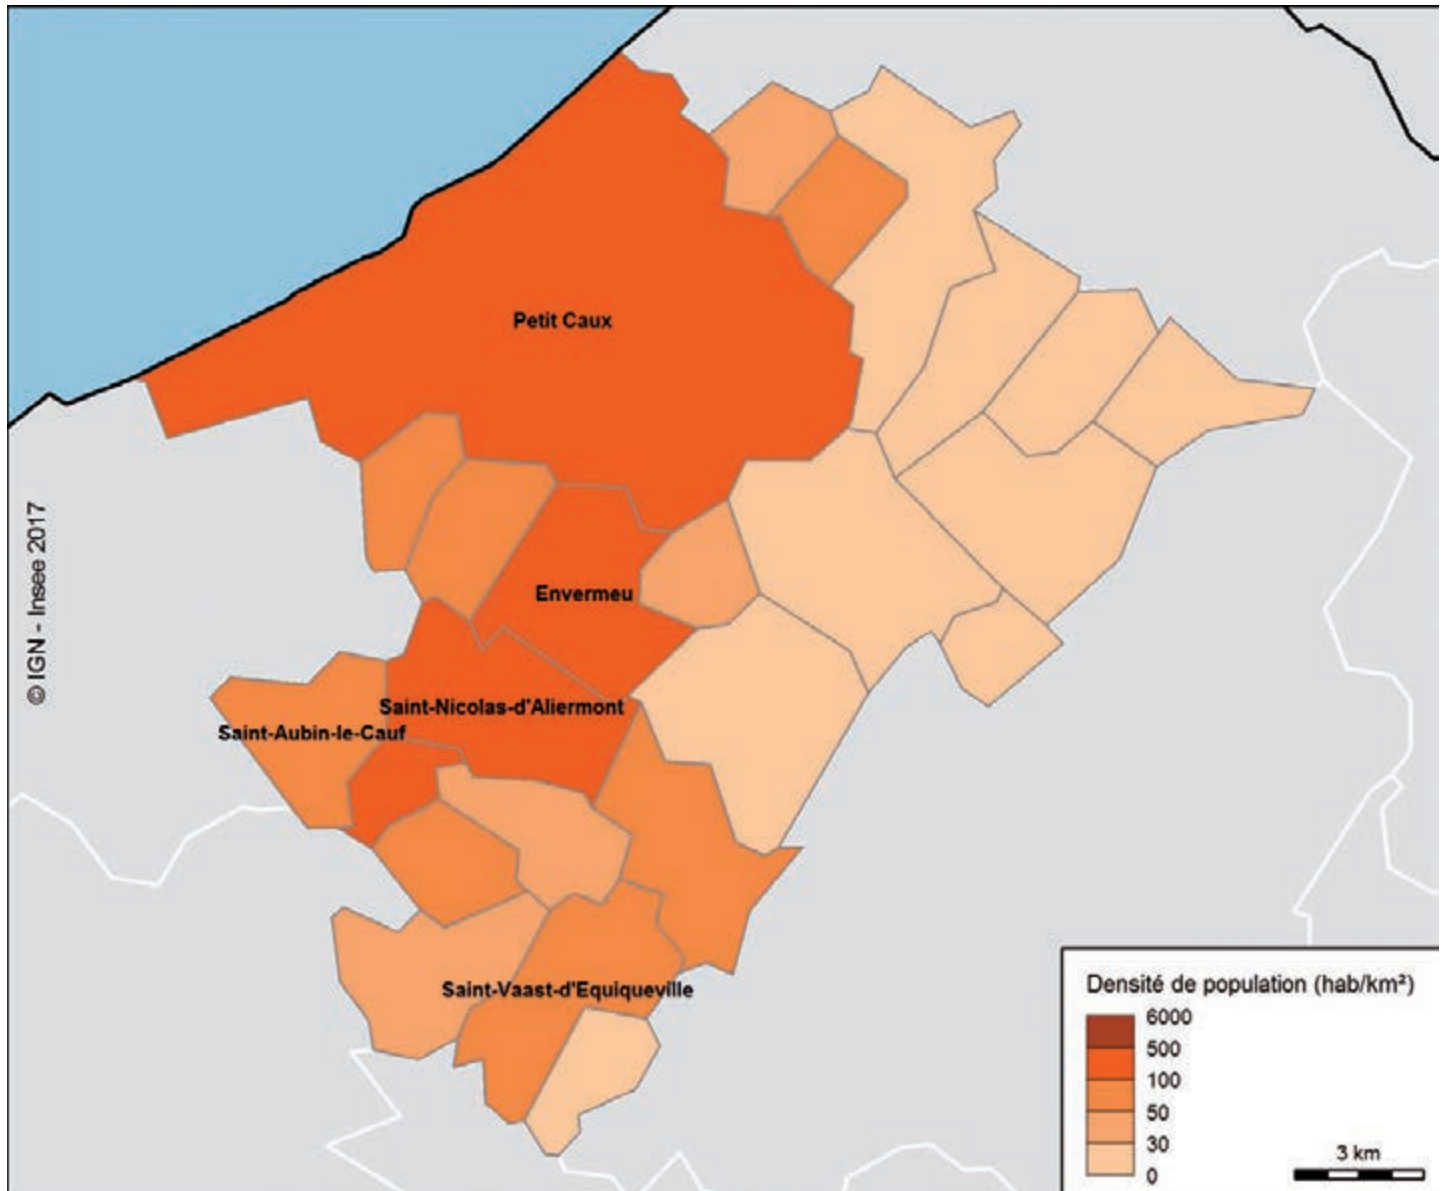 Petit Caux
© IGN - Insee 2017
Envermeu
Saint-Nicolas-d'Aliermont
Saint-Aubin-le-Cauf
Saint-Vaast-d'Equiqueville
Densité de population (hab/km²)
6000
500
100
50
30
0
3 km